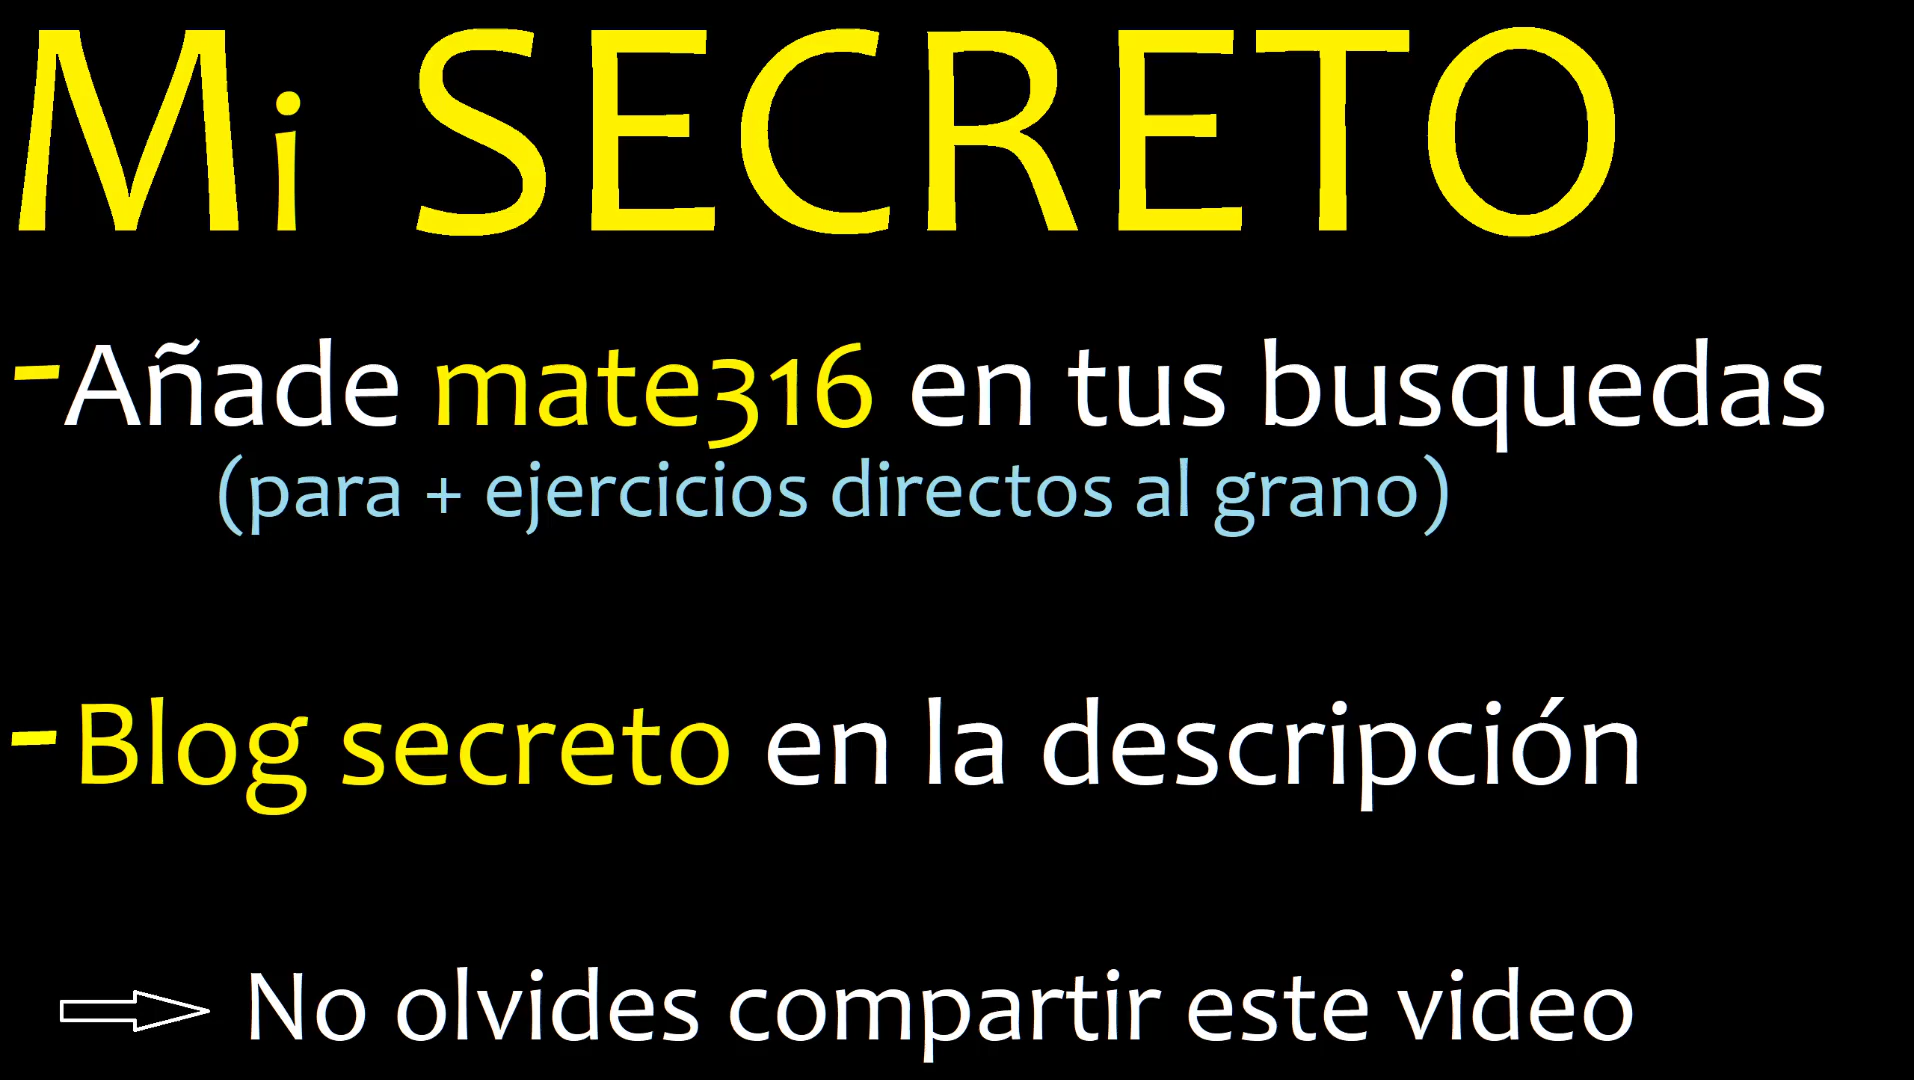 Mi SECRETO
-Añade mate316 en tus busquedas
(para + ejercicios directos al grano)
-Blog secreto en la descripción
No olvides compartir este video